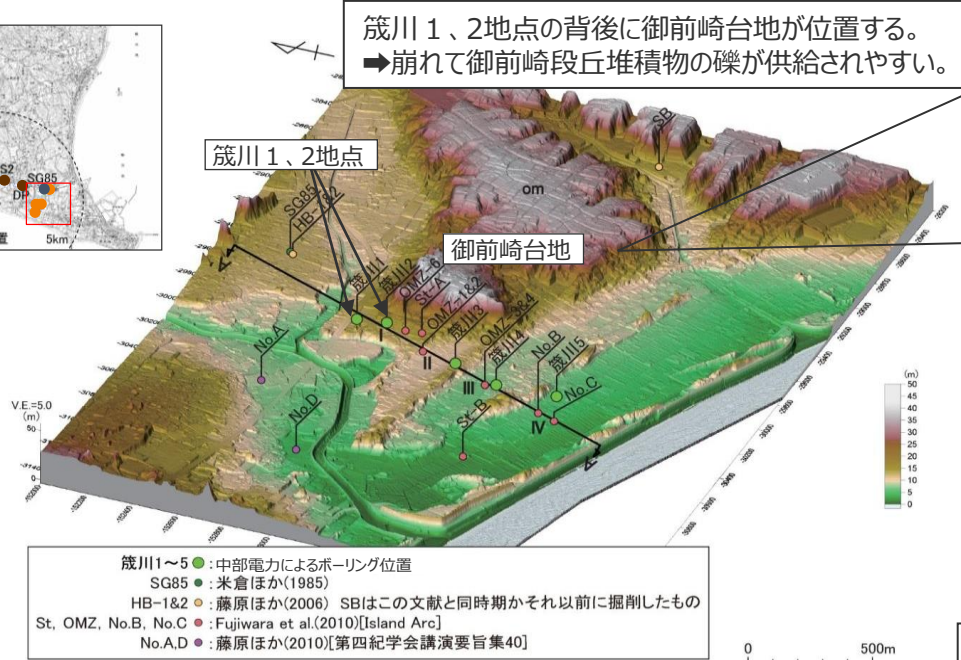 筬川１、2地点の背後に御前崎台地が位置する。
➡崩れて御前崎段丘堆積物の礫が供給されやすい。
S2
SG85
5km
筬川１、2地点
SB
om
御前崎台地
SG85
HB-1&2
筬川1
筬川2
OMZ-6
St-A
OMZ-1&2
筬川3
OMZ-3&4
筬川4
No.B
筬川5
No.C
No.A
No.D
St-B
A
I
II
III
IV
V.E.=5.0
(m)
50
0
(m)
50
45
40
35
30
25
20
15
10
5
0
筬川1～5 ●：中部電力によるボーリング位置
SG85 ●：米倉ほか(1985)
HB-1&2 ●：藤原ほか(2006) SBはこの文献と同時期かそれ以前に掘削したもの
St, OMZ, No.B, No.C ●：Fujiwara et al.(2010)[Island Arc]
No.A,D ●：藤原ほか(2010)[第四紀学会講演要旨集40]
0 500m